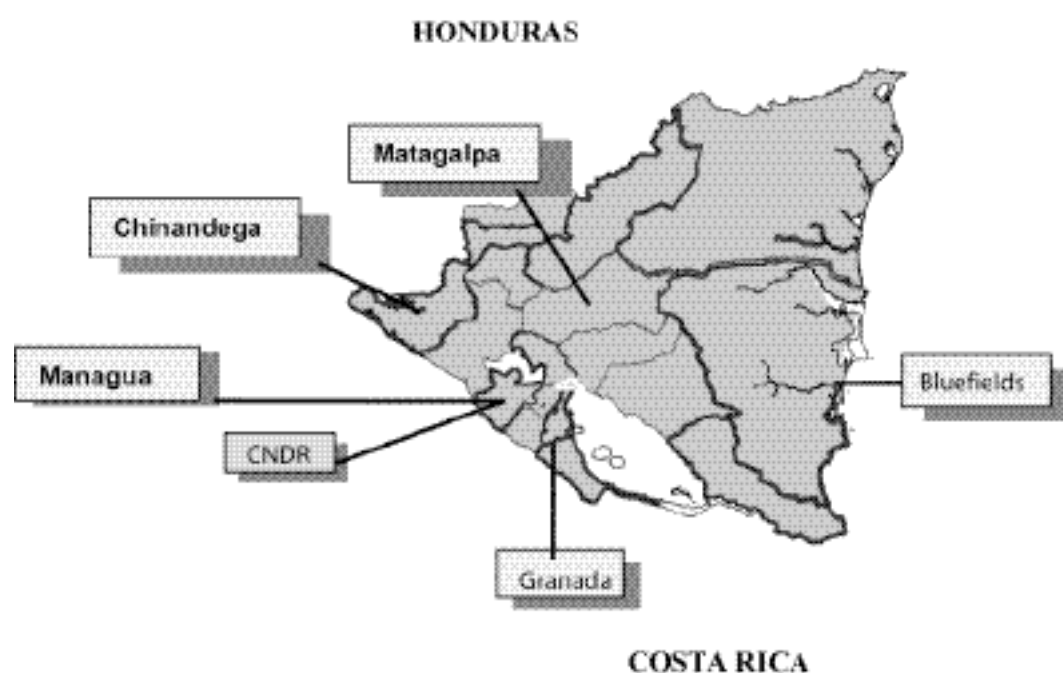 HONDURAS
Matagalpa
Chinandega
Managua
Bluefields
CNDR
Granada
COSTA RICA